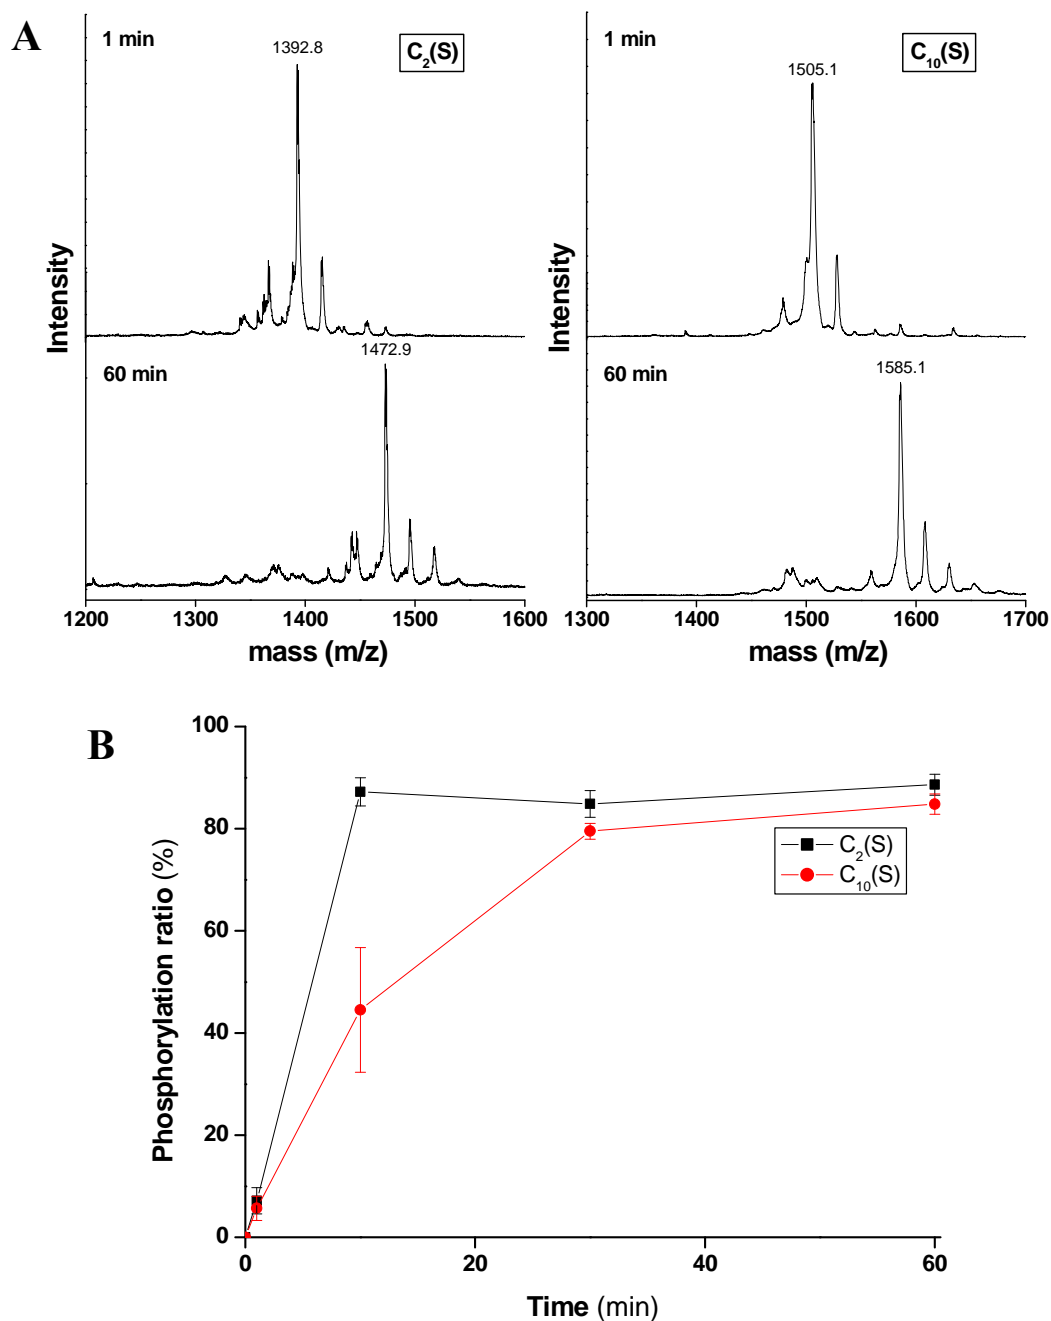 A
1 min
1392.8
C2(S)
Intensity
60 min
1472.9
1200 1300 1400 1500 1600
mass (m/z)
1 min
1505.1
C10(S)
Intensity
60 min
1585.1
1300 1400 1500 1600 1700
mass (m/z)
B
100
80
60
40
20
0
Phosphorylation ratio (%)
C2(S)
C10(S)
0 20 40 60
Time (min)